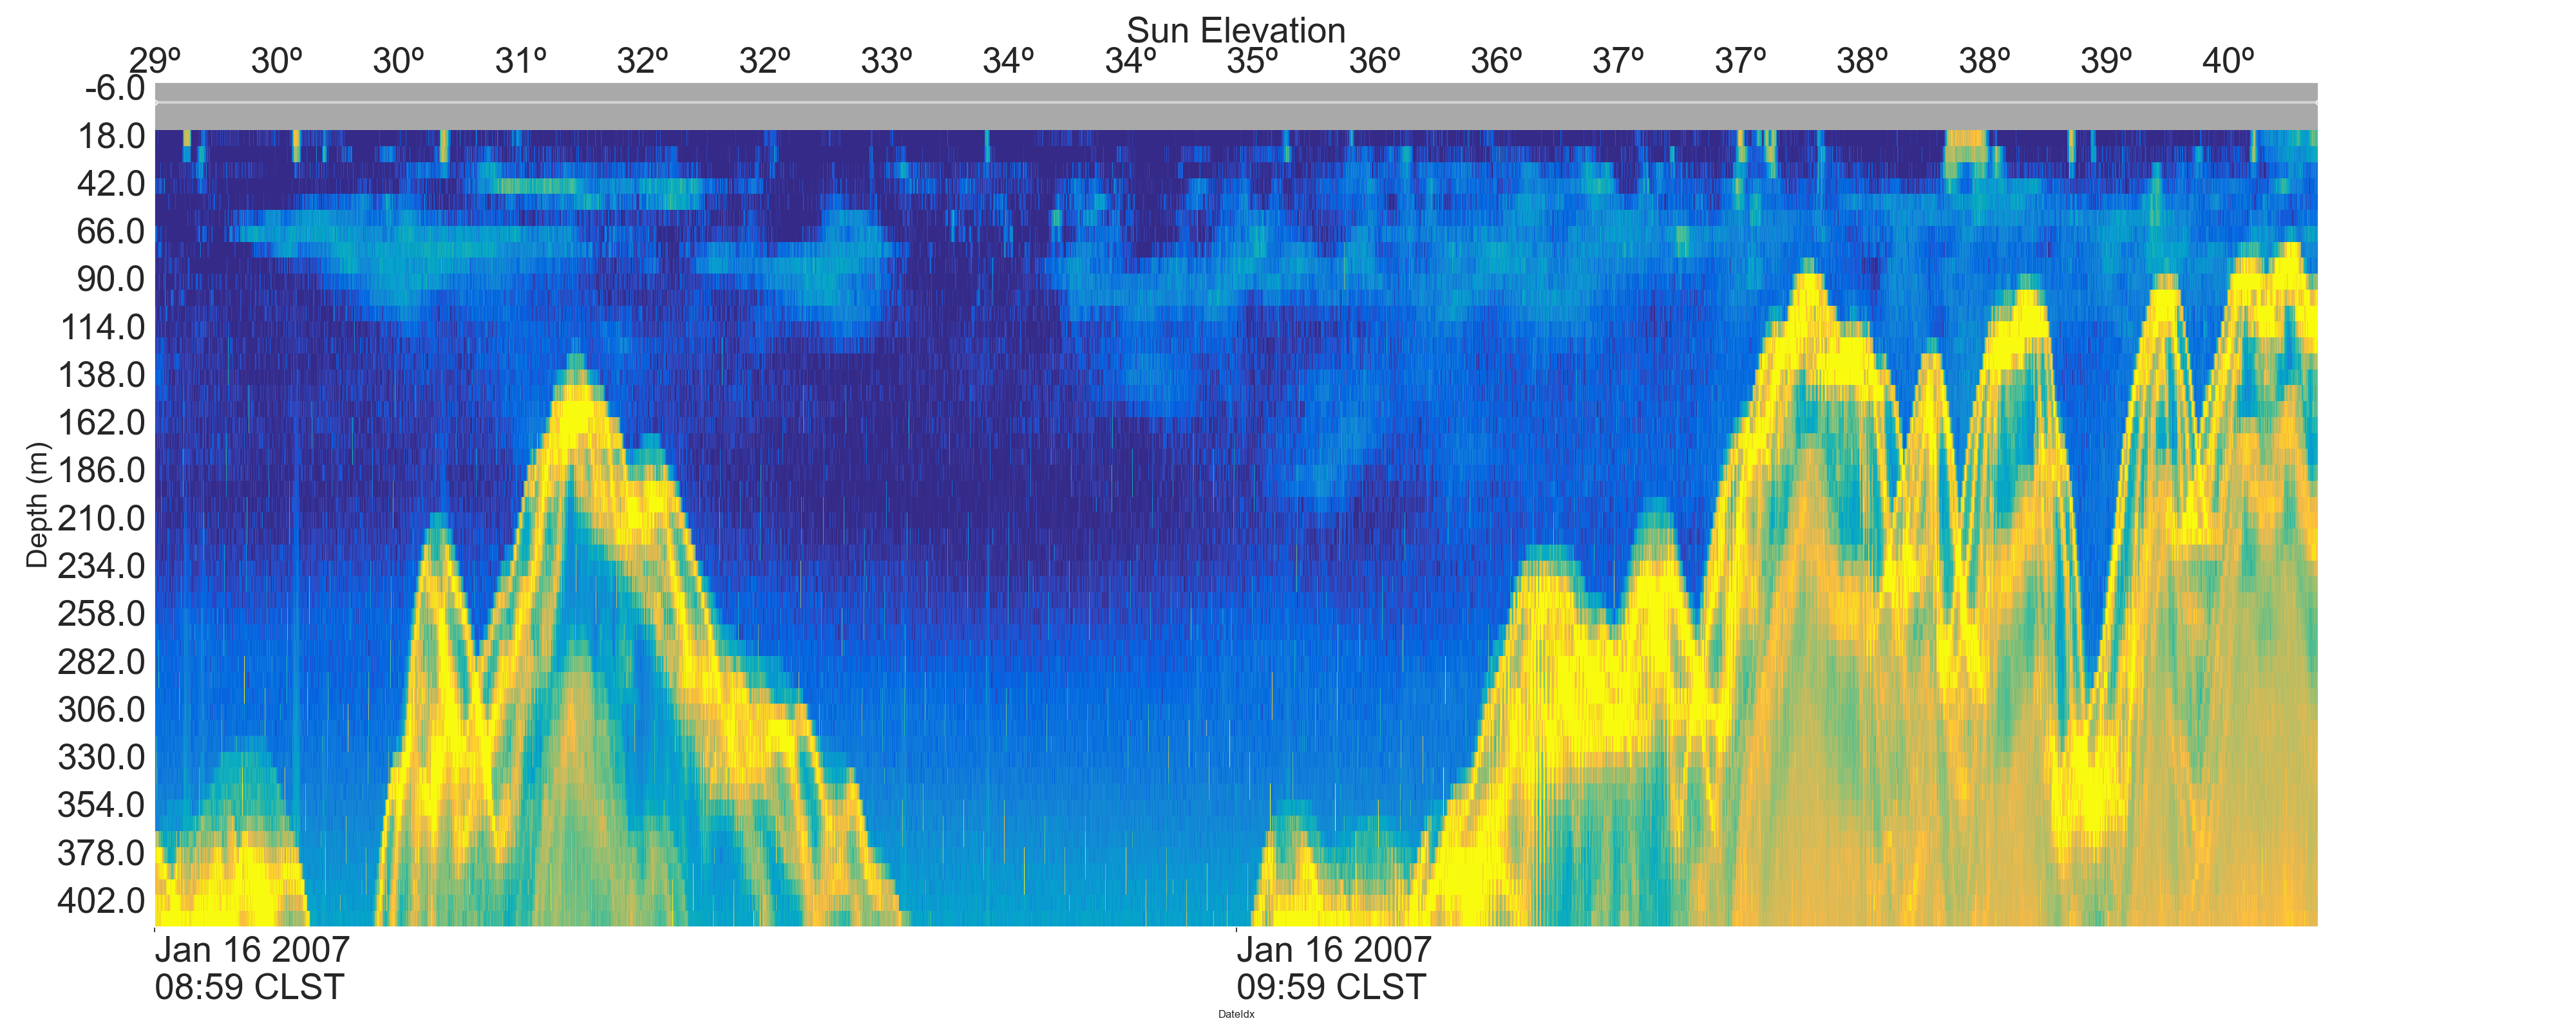 Sun Elevation
29º 30º 30º 31º 32º 32º 33º 34º 34º 35º 36º 36º 37º 37º 38º 38º 39º 40º
-6.0
18.0
42.0
66.0
90.0
114.0
138.0
162.0
186.0
210.0
234.0
258.0
282.0
306.0
330.0
354.0
378.0
402.0
Depth (m)
Jan 16 2007
08:59 CLST
Jan 16 2007
09:59 CLST
DateIdx